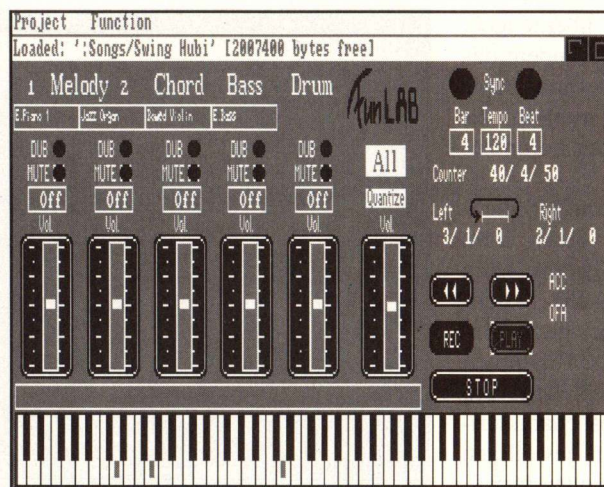 Project Function
Loaded: ':Songs/Swing Hubi' [2007400 bytes free]
1 Melody 2 Chord Bass Drum
FunLAB
Sync
E.Piano 1 Jazz Organ Bowed Violin E.Bass
Bar Tempo Beat
4 120 4
DUB DUB DUB DUB DUB
MUTE MUTE MUTE MUTE MUTE
All
Counter 40/ 4/ 50
Off Off Off Off Off
Quantize
Vol. Vol. Vol. Vol. Vol. Vol.
Left Right
3/ 1/ 0 2/ 1/ 0
ACC
OFA
REC PLAY
STOP